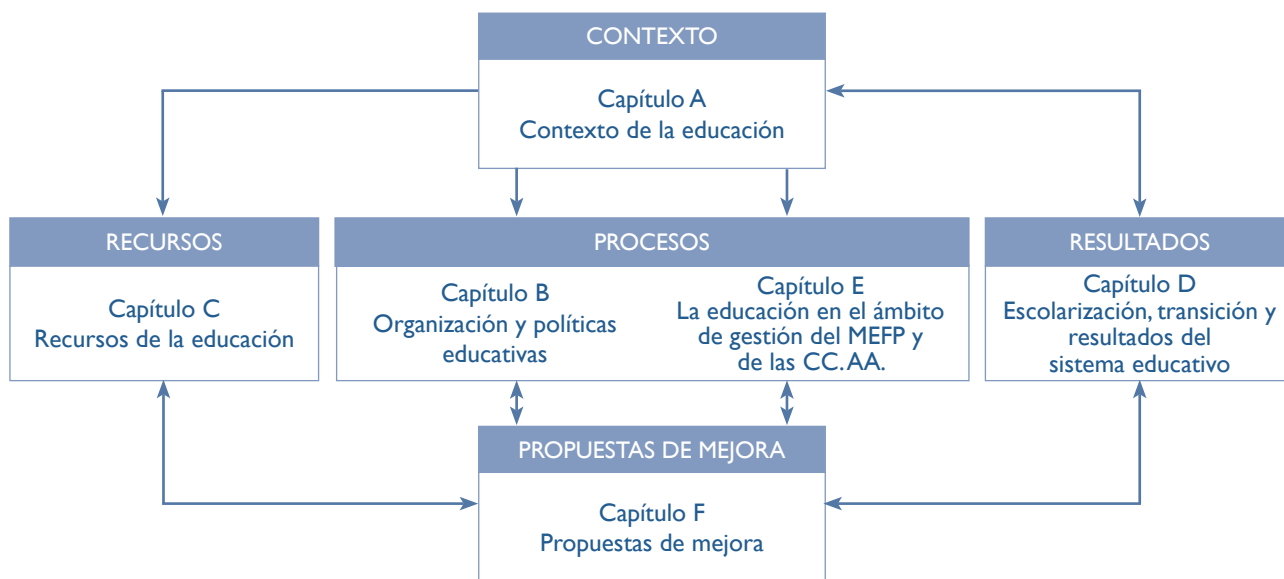 CONTEXTO
Capítulo A
Contexto de la educación
RECURSOS
Capítulo C
Recursos de la educación
PROCESOS
Capítulo B
Organización y políticas
educativas
Capítulo E
La educación en el ámbito
de gestión del MEFP y
de las CC.AA.
RESULTADOS
Capítulo D
Escolarización, transición y
resultados del
sistema educativo
PROPUESTAS DE MEJORA
Capítulo F
Propuestas de mejora